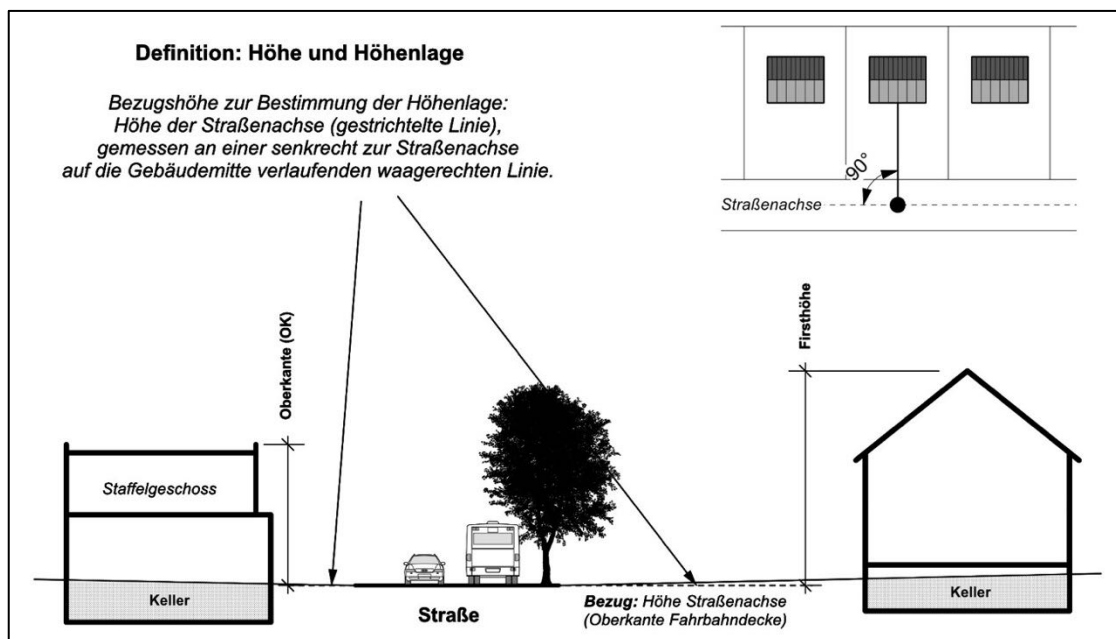 Definition: Höhe und Höhenlage
Bezugshöhe zur Bestimmung der Höhenlage:
Höhe der Straßenachse (gestrichtelte Linie),
gemessen an einer senkrecht zur Straßenachse
auf die Gebäudemitte verlaufenden waagerechten Linie.
90°
Straßenachse
Oberkante (OK)
Firsthöhe
Staffelgeschoss
Keller
Straße
Bezug: Höhe Straßenachse
(Oberkante Fahrbahndecke)
Keller